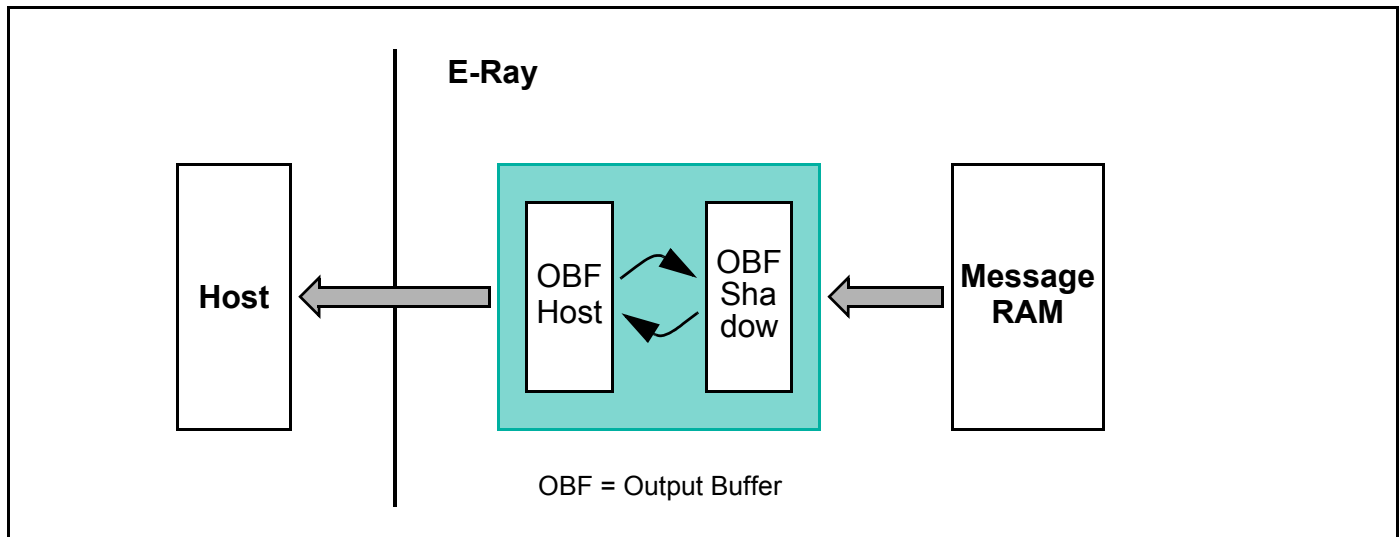 E-Ray
Host
OBF
Host
OBF
Sha
dow
Message
RAM
OBF = Output Buffer